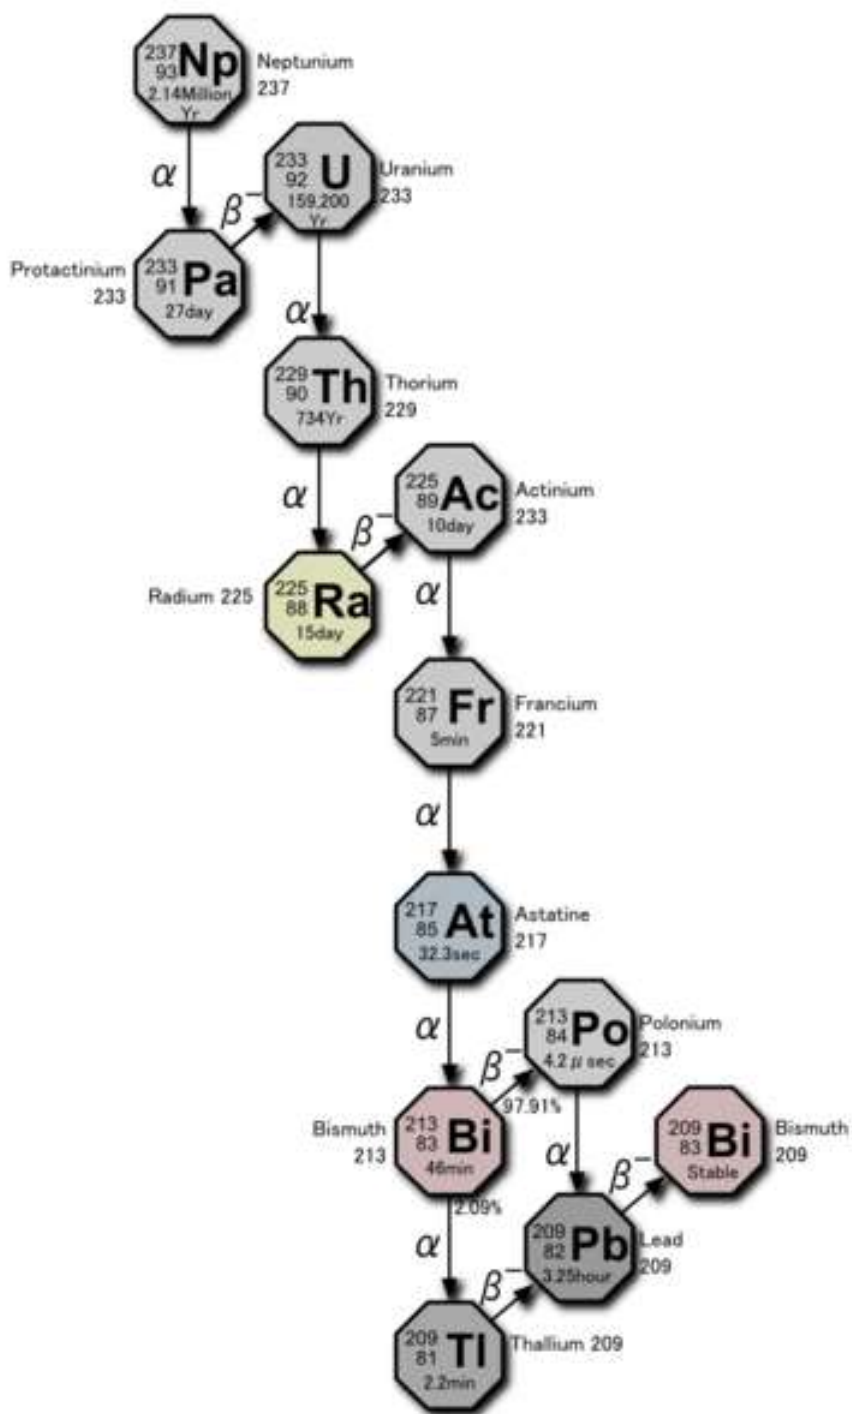 237
93
Np
2.14Million
Yr
Neptunium
237
α
233
92
U
159,200
Yr
Uranium
233
β−
Protactinium
233
233
91
Pa
27day
α
229
90
Th
734Yr
Thorium
229
α
225
89
Ac
10day
Actinium
233
β−
Radium 225
225
88
Ra
15day
α
221
87
Fr
5min
Francium
221
α
217
85
At
32.3sec
Astatine
217
α
213
84
Po
4.2 μ sec
Polonium
213
β−
97.91%
Bismuth
213
213
83
Bi
46min
α
209
83
Bi
Stable
Bismuth
209
β−
2.09%
α
209
82
Pb
3.25hour
Lead
209
β−
209
81
Tl
2.2min
Thallium 209